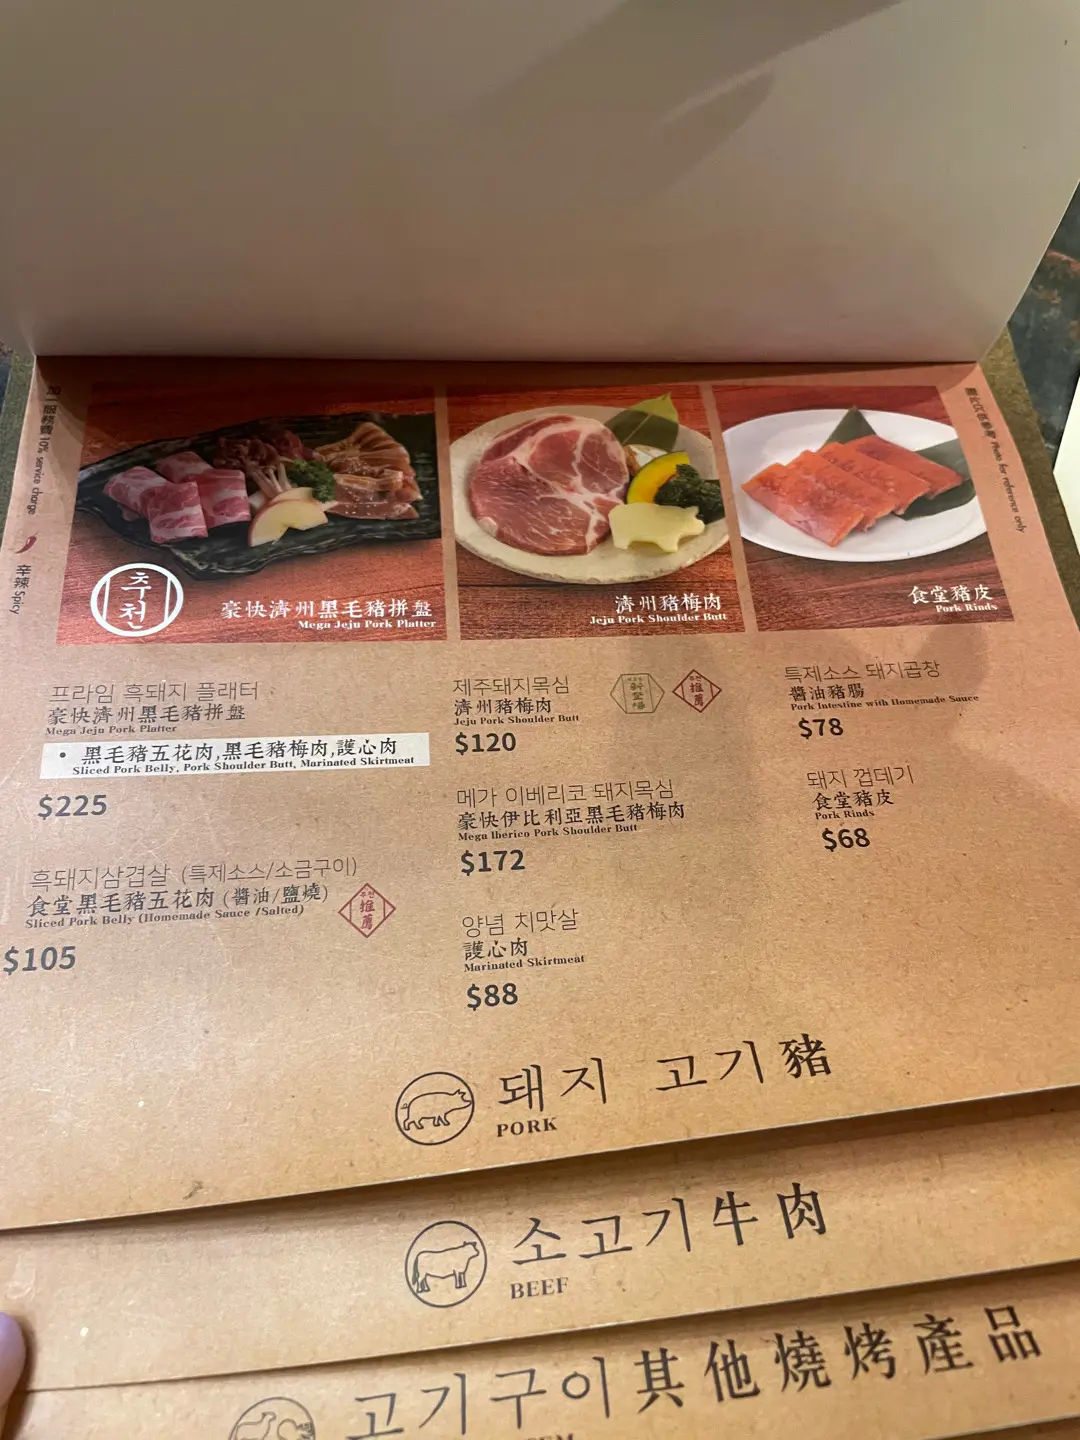 加一服務費10% service charge
辛辣 Spicy
Photo for reference only
추천
豪快濟州黑毛豬拼盤
Mega Jeju Pork Platter
濟州豬梅肉
Jeju Pork Shoulder Butt
食堂豬皮
Pork Rinds
프라임 흑돼지 플래터
豪快濟州黑毛豬拼盤
Mega Jeju Pork Platter
• 黑毛豬五花肉,黑毛豬梅肉,護心肉
Sliced Pork Belly, Pork Shoulder Butt, Marinated Skirtmeat
$225
흑돼지삼겹살 (특제소스/소금구이)
食堂黑毛豬五花肉 (醬油/鹽燒)
Sliced Pork Belly (Homemade Sauce /Salted)
추천
推薦
$105
제주돼지목심
濟州豬梅肉
Jeju Pork Shoulder Butt
新登場
추천
推薦
$120
메가 이베리코 돼지목심
豪快伊比利亞黑毛豬梅肉
Mega Iberico Pork Shoulder Butt
$172
양념 치맛살
護心肉
Marinated Skirtmeat
$88
특제소스 돼지곱창
醬油豬腸
Pork Intestine with Homemade Sauce
$78
돼지 껍데기
食堂豬皮
Pork Rinds
$68
돼지 고기 豬
PORK
소고기 牛肉
BEEF
고기구이 其他燒烤產品